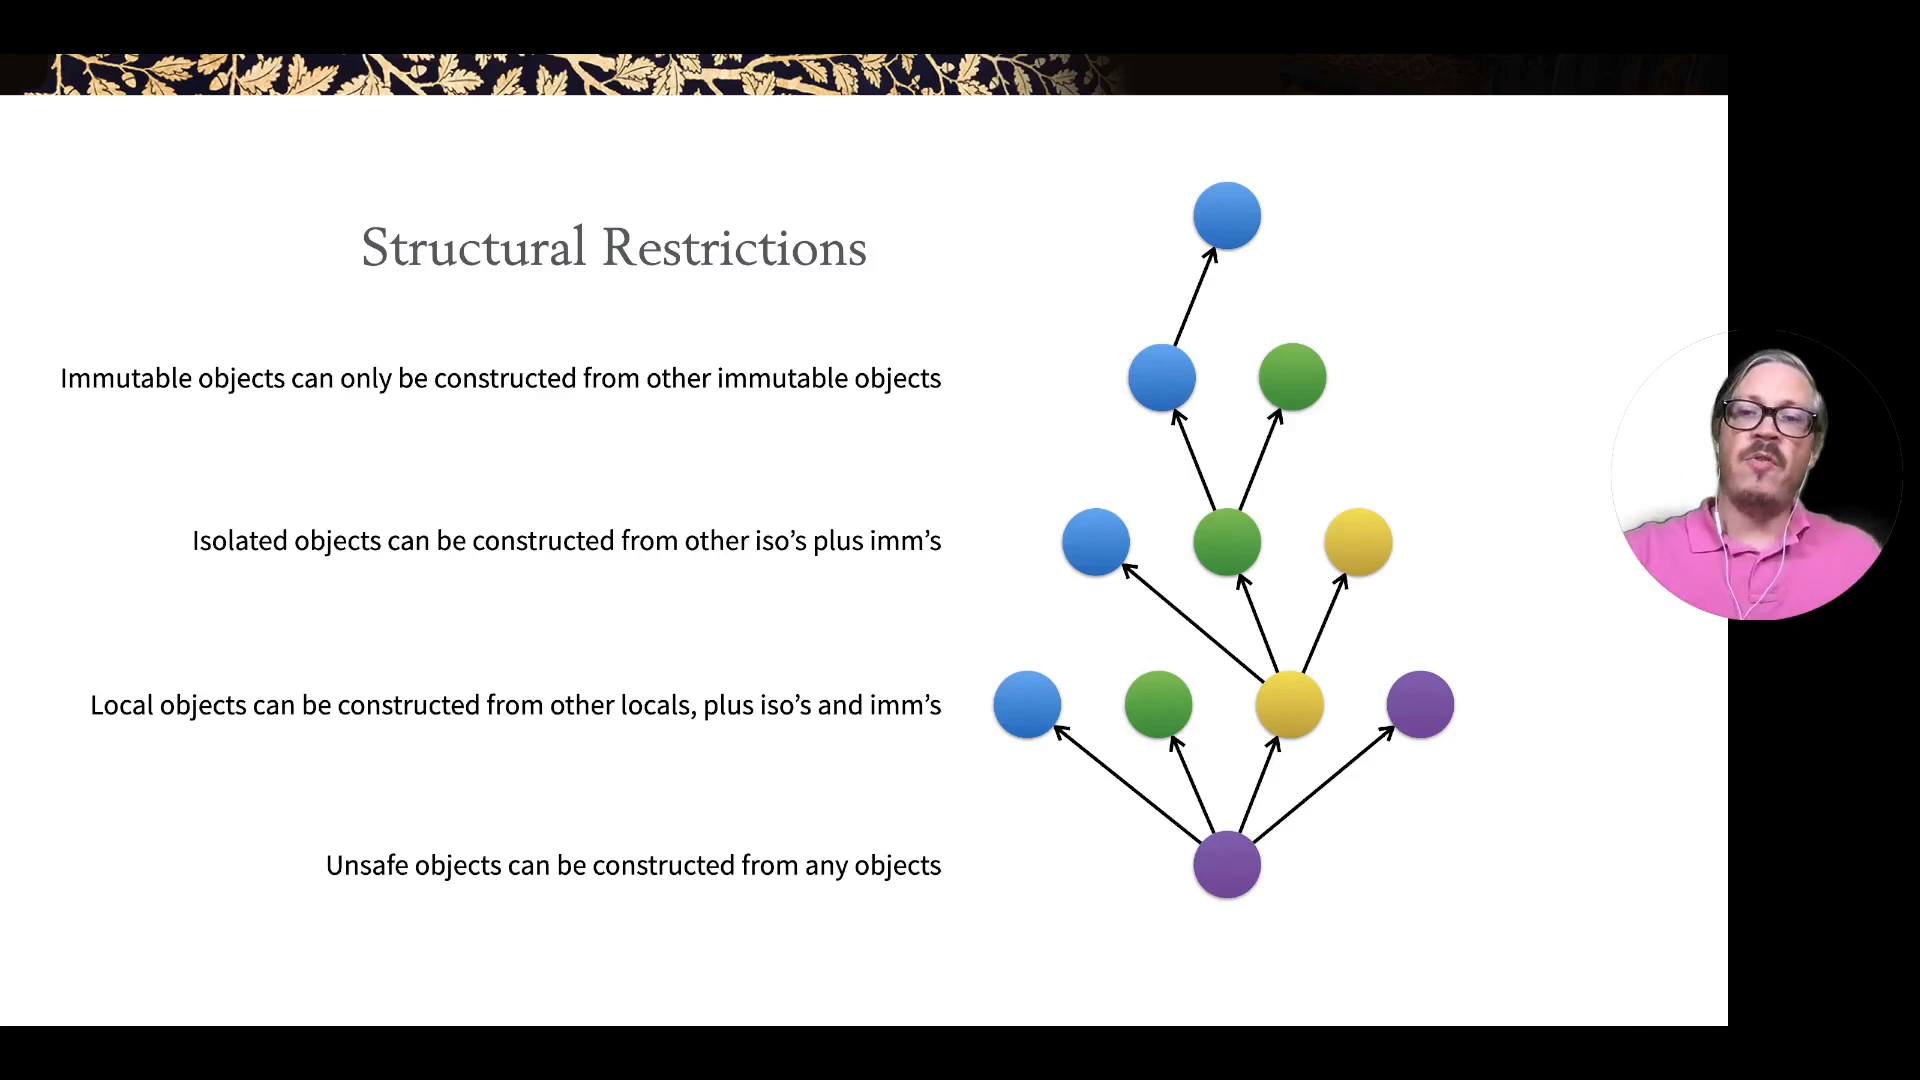 Structural Restrictions
Immutable objects can only be constructed from other immutable objects
Isolated objects can be constructed from other iso’s plus imm’s
Local objects can be constructed from other locals, plus iso’s and imm’s
Unsafe objects can be constructed from any objects